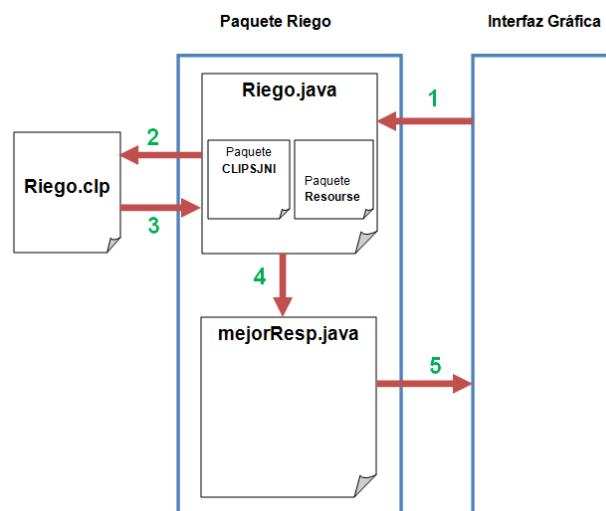 Paquete Riego
Interfaz Gráfica
Riego.java
1
2
Paquete
CLIPSJNI
Paquete
Resourse
Riego.clp
3
4
mejorResp.java
5